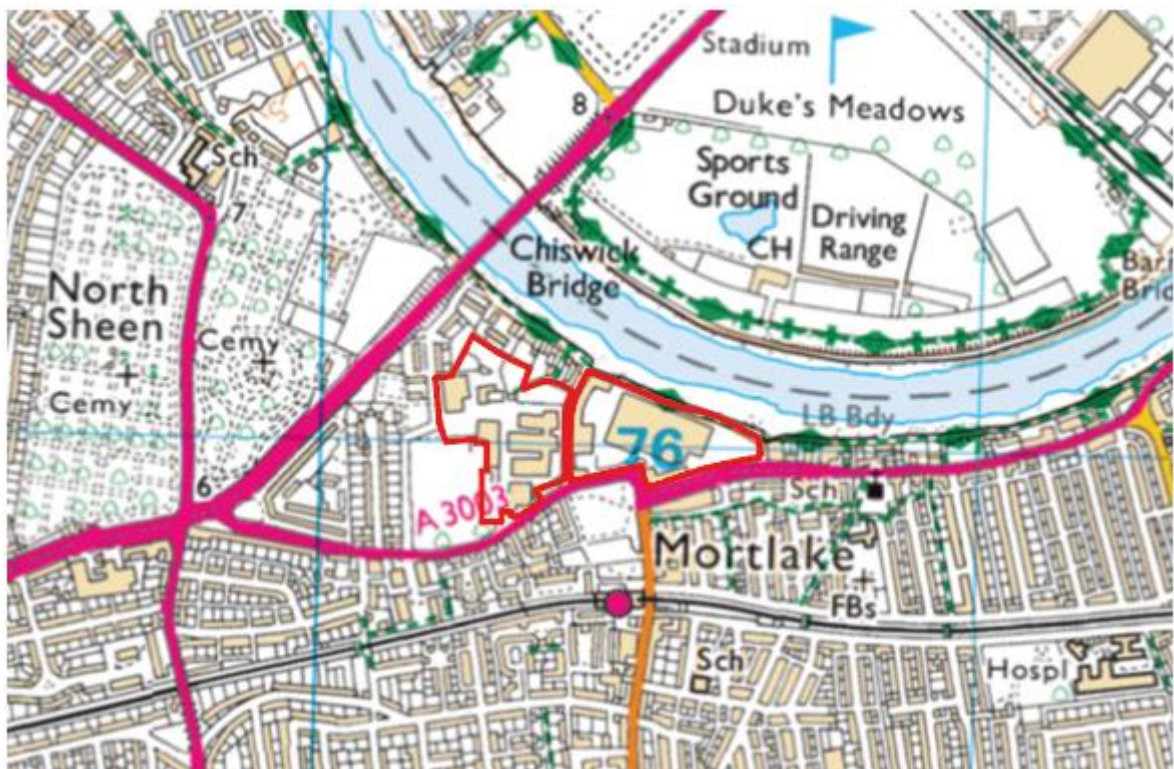 Stadium
8
Duke's Meadows
Sch
Sports
Ground
7
Driving
Range
CH
Chiswick
Bridge
North
Sheen
Cemy
Cemy
LB Bdy
76
6
A 3003
Sch
Mortlake
FBs
Sch
Hospl